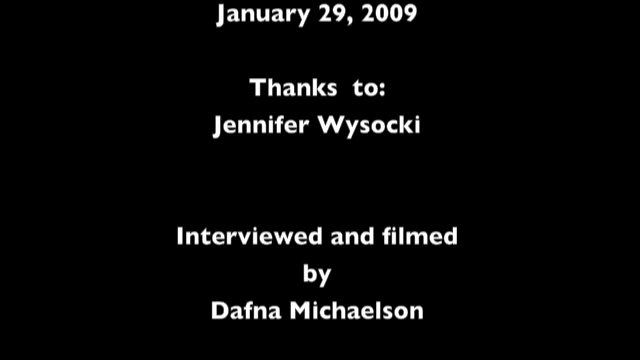 January 29, 2009
Thanks to:
Jennifer Wysocki
Interviewed and filmed
by
Dafna Michaelson